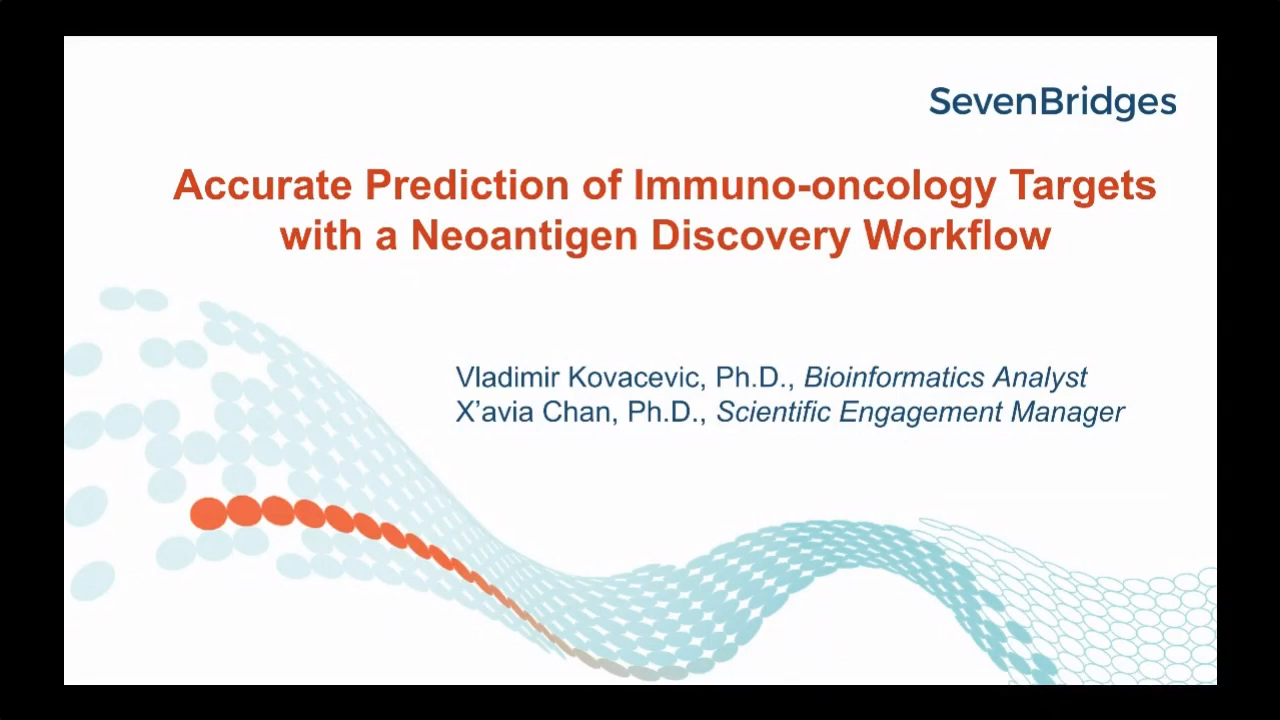 SevenBridges
Accurate Prediction of Immuno-oncology Targets
with a Neoantigen Discovery Workflow
Vladimir Kovacevic, Ph.D., Bioinformatics Analyst
X’avia Chan, Ph.D., Scientific Engagement Manager